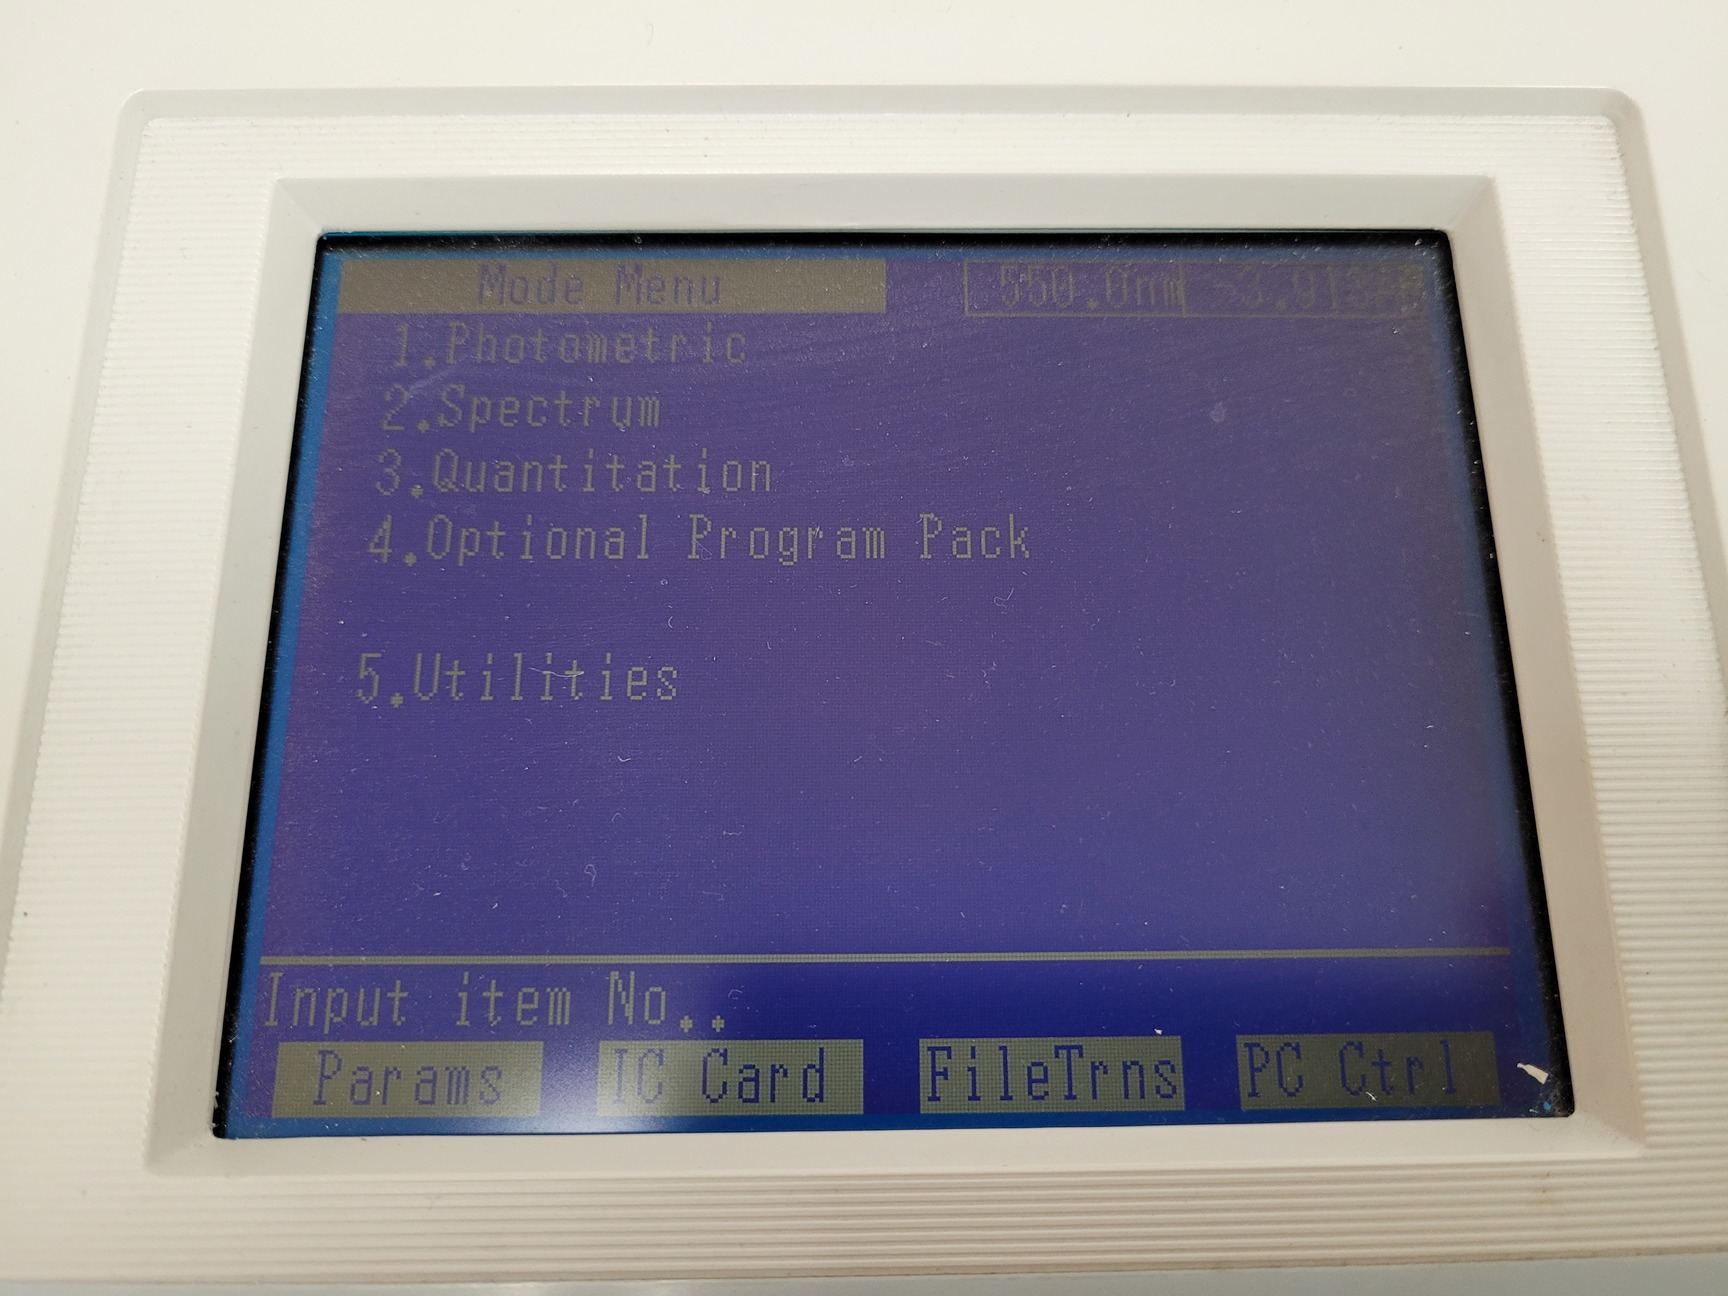 Mode Menu 550.0nm
1.Photometric
2.Spectrum
3.Quantitation
4.Optional Program Pack
5.Utilities
Input item No..
Params IC Card FileTrns PC Ctrl